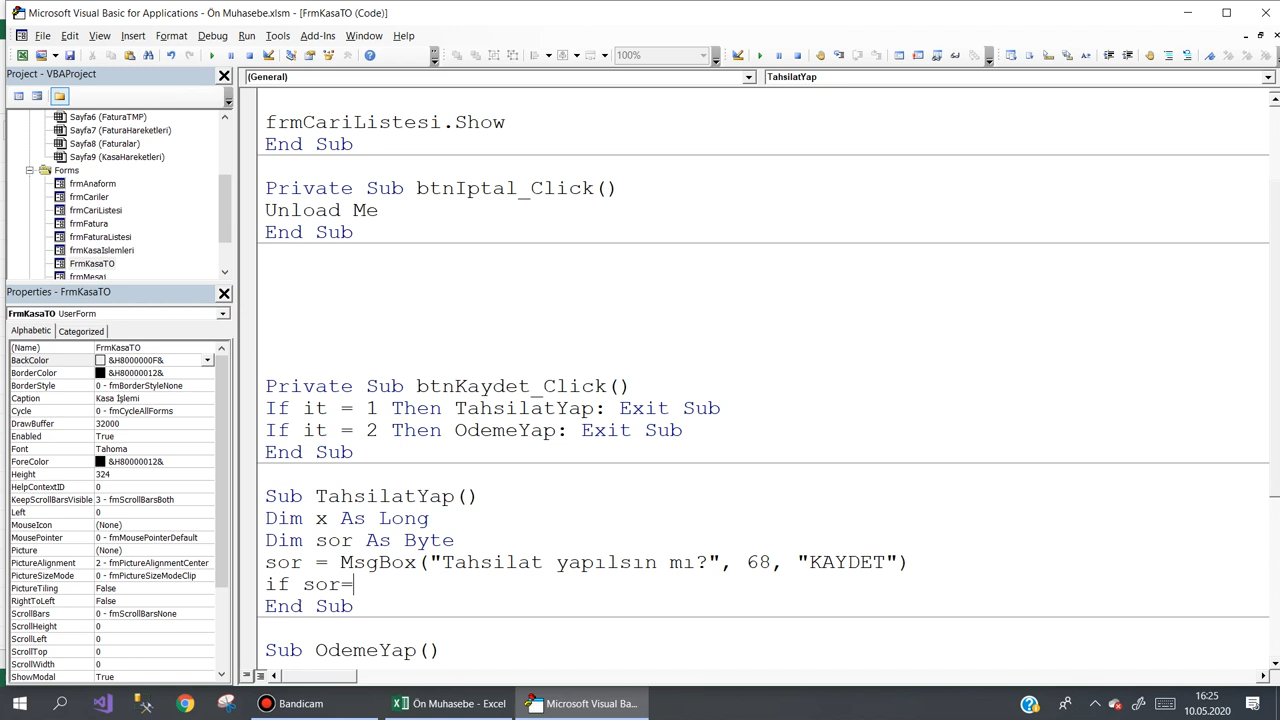 Microsoft Visual Basic for Applications - Ön Muhasebe.xlsm - [FrmKasaTO (Code)]
File Edit View Insert Format Debug Run Tools Add-Ins Window Help
100%
Project - VBAProject
(General)
TahsilatYap
Sayfa6 (FaturaTMP)
Sayfa7 (FaturaHareketleri)
Sayfa8 (Faturalar)
Sayfa9 (KasaHareketleri)
Forms
frmAnaform
frmCariler
frmCariListesi
frmFatura
frmFaturaListesi
frmKasaIslemleri
FrmKasaTO
frmMesaj
Properties - FrmKasaTO
FrmKasaTO UserForm
Alphabetic Categorized
(Name) FrmKasaTO
BackColor &H8000000F&
BorderColor &H80000012&
BorderStyle 0 - fmBorderStyleNone
Caption Kasa İşlemi
Cycle 0 - fmCycleAllForms
DrawBuffer 32000
Enabled True
Font Tahoma
ForeColor &H80000012&
Height 324
HelpContextID 0
KeepScrollBarsVisible 3 - fmScrollBarsBoth
Left 0
MouseIcon (None)
MousePointer 0 - fmMousePointerDefault
Picture (None)
PictureAlignment 2 - fmPictureAlignmentCenter
PictureSizeMode 0 - fmPictureSizeModeClip
PictureTiling False
RightToLeft False
ScrollBars 0 - fmScrollBarsNone
ScrollHeight 0
ScrollLeft 0
ScrollTop 0
ScrollWidth 0
ShowModal True
frmCariListesi.Show
End Sub
Private Sub btnIptal_Click()
Unload Me
End Sub
Private Sub btnKaydet_Click()
If it = 1 Then TahsilatYap: Exit Sub
If it = 2 Then OdemeYap: Exit Sub
End Sub
Sub TahsilatYap()
Dim x As Long
Dim sor As Byte
sor = MsgBox("Tahsilat yapılsın mı?", 68, "KAYDET")
if sor=
End Sub
Sub OdemeYap()
Bandicam
Ön Muhasebe - Excel
Microsoft Visual Ba...
16:25
10.05.2020